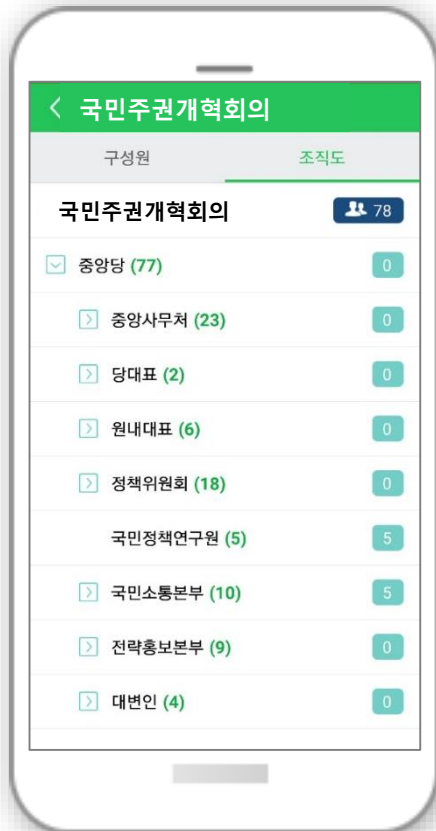 국민주권개혁회의
구성원 조직도
국민주권개혁회의 78
중앙당 (77) 0
중앙사무처 (23) 0
당대표 (2) 0
원내대표 (6) 0
정책위원회 (18) 0
국민정책연구원 (5) 5
국민소통본부 (10) 5
전략홍보본부 (9) 0
대변인 (4) 0